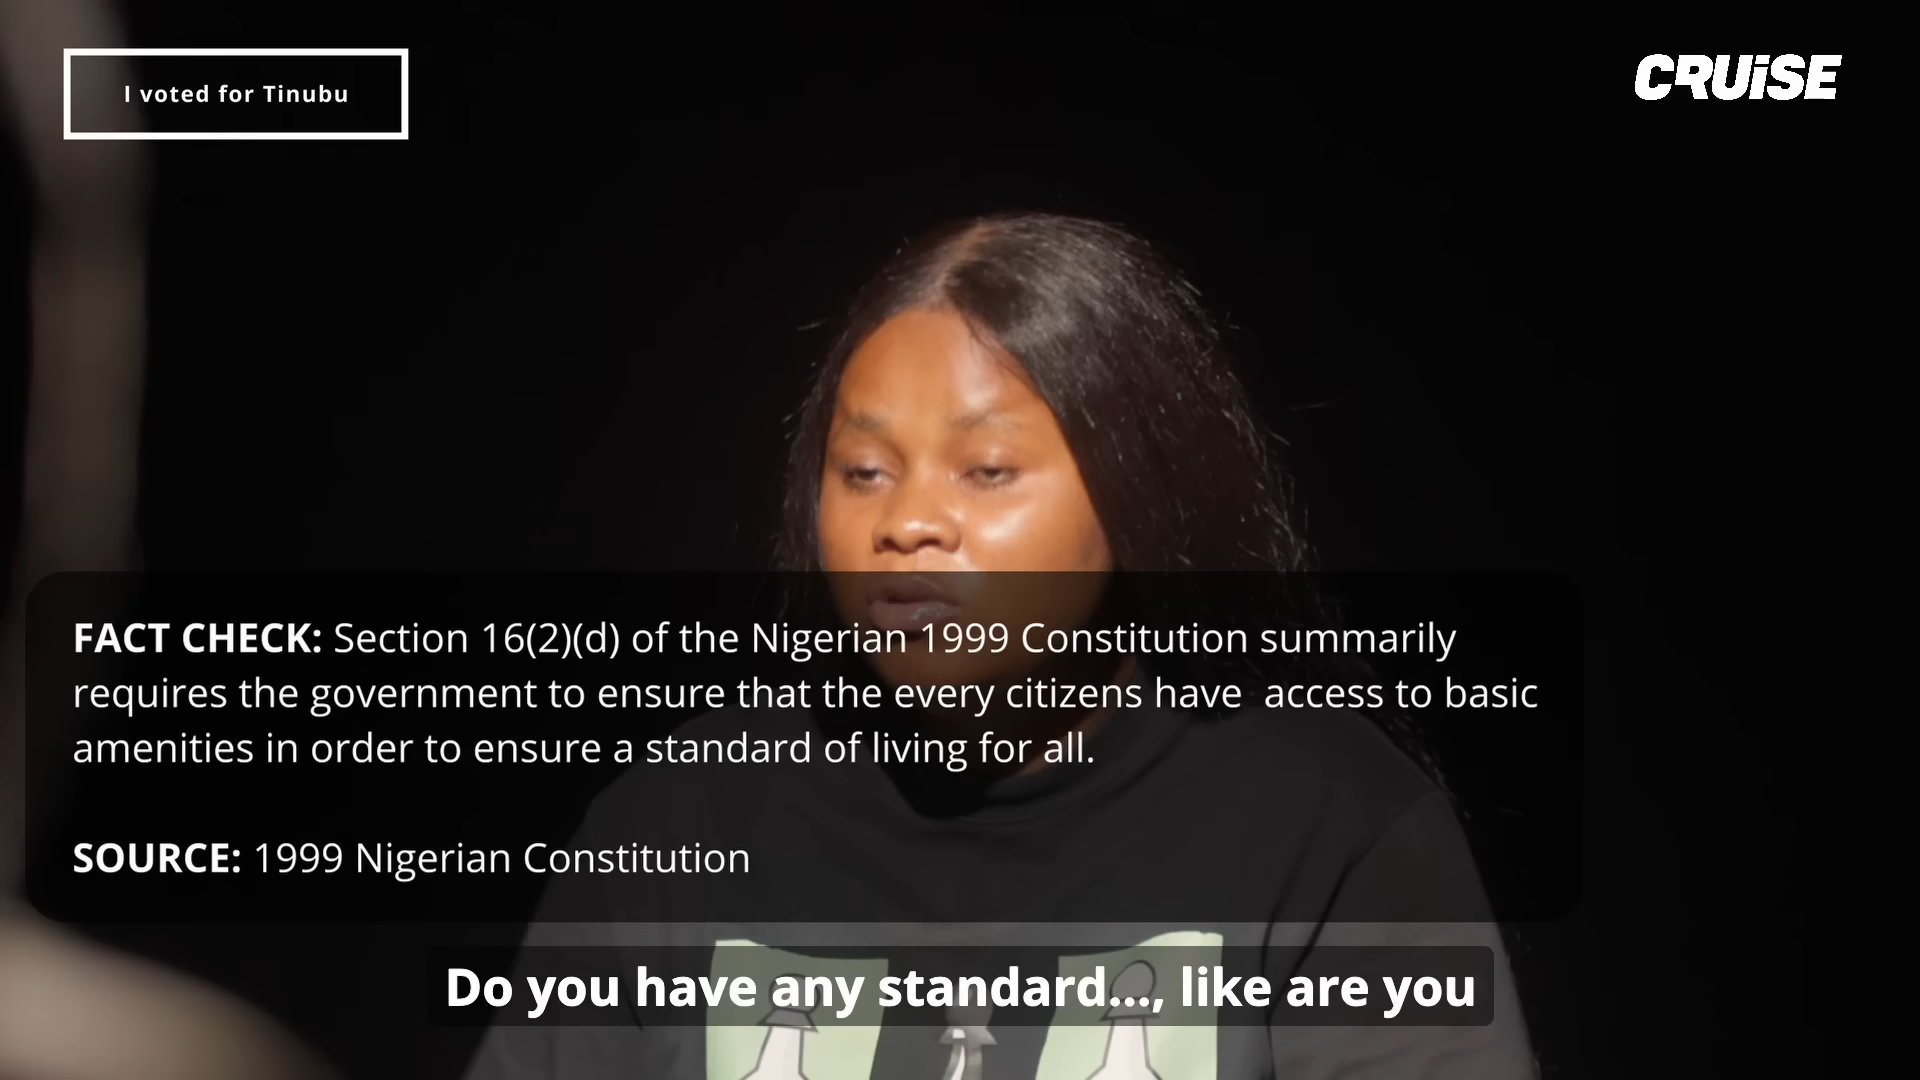 I voted for Tinubu
CRUiSE
FACT CHECK: Section 16(2)(d) of the Nigerian 1999 Constitution summarily
requires the government to ensure that the every citizens have  access to basic
amenities in order to ensure a standard of living for all.
SOURCE: 1999 Nigerian Constitution
Do you have any standard..., like are you